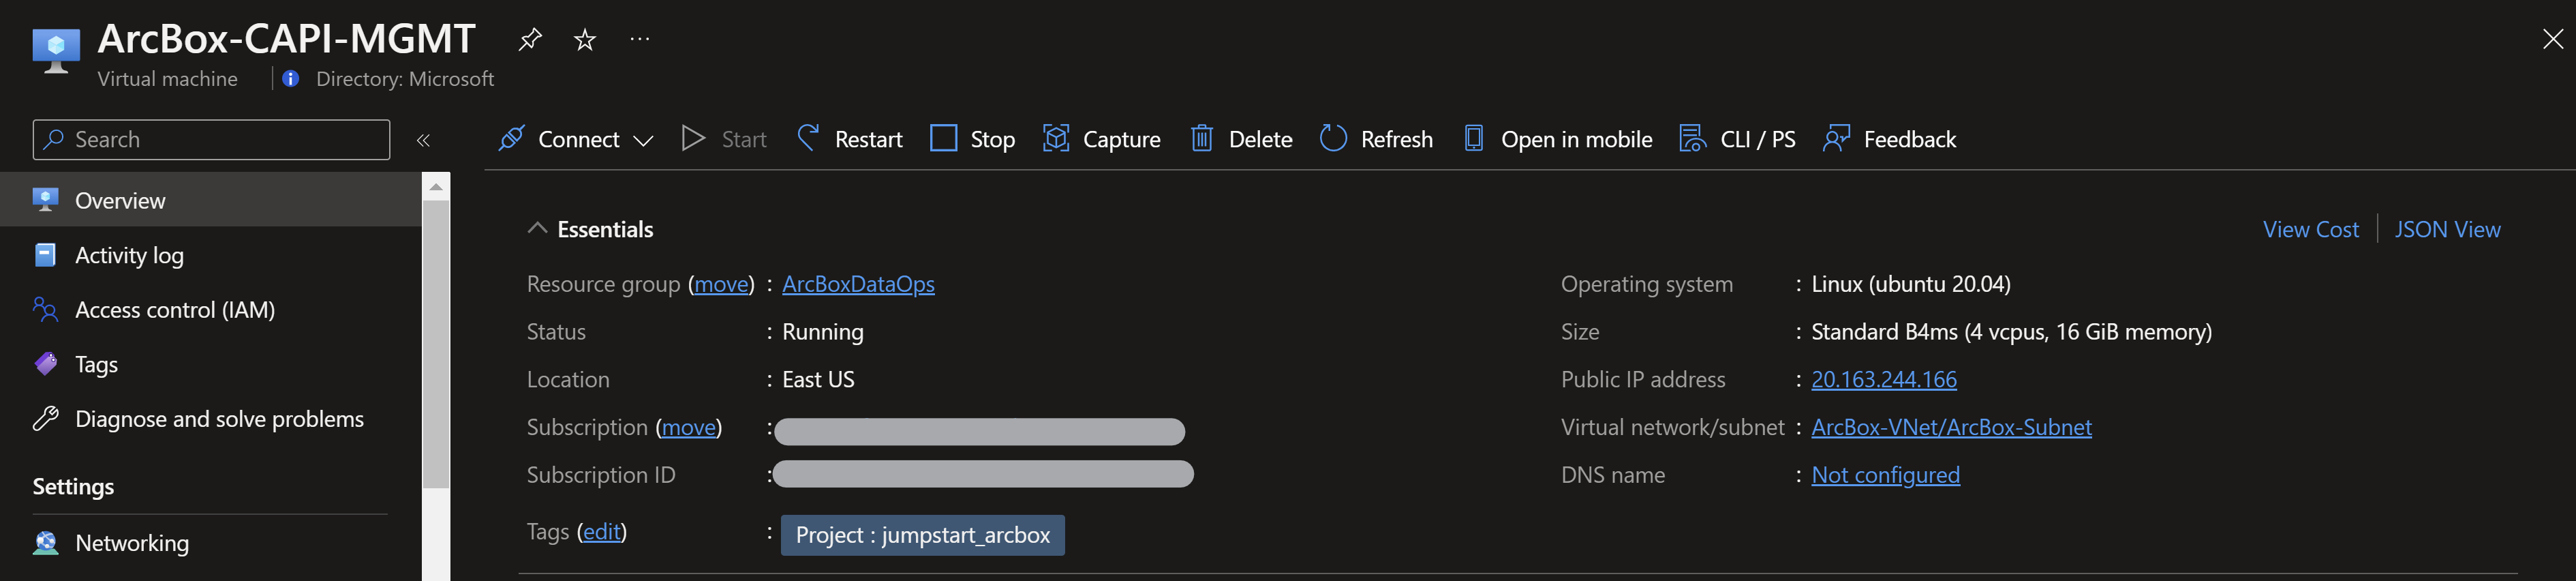 ArcBox-CAPI-MGMT
Virtual machine
Directory: Microsoft
Search
Connect
Start
Restart
Stop
Capture
Delete
Refresh
Open in mobile
CLI / PS
Feedback
Overview
Activity log
Access control (IAM)
Tags
Diagnose and solve problems
Settings
Networking
Essentials
View Cost
JSON View
Resource group (move) : ArcBoxDataOps
Status : Running
Location : East US
Subscription (move) :
Subscription ID :
Tags (edit) : Project : jumpstart_arcbox
Operating system : Linux (ubuntu 20.04)
Size : Standard B4ms (4 vcpus, 16 GiB memory)
Public IP address : 20.163.244.166
Virtual network/subnet : ArcBox-VNet/ArcBox-Subnet
DNS name : Not configured